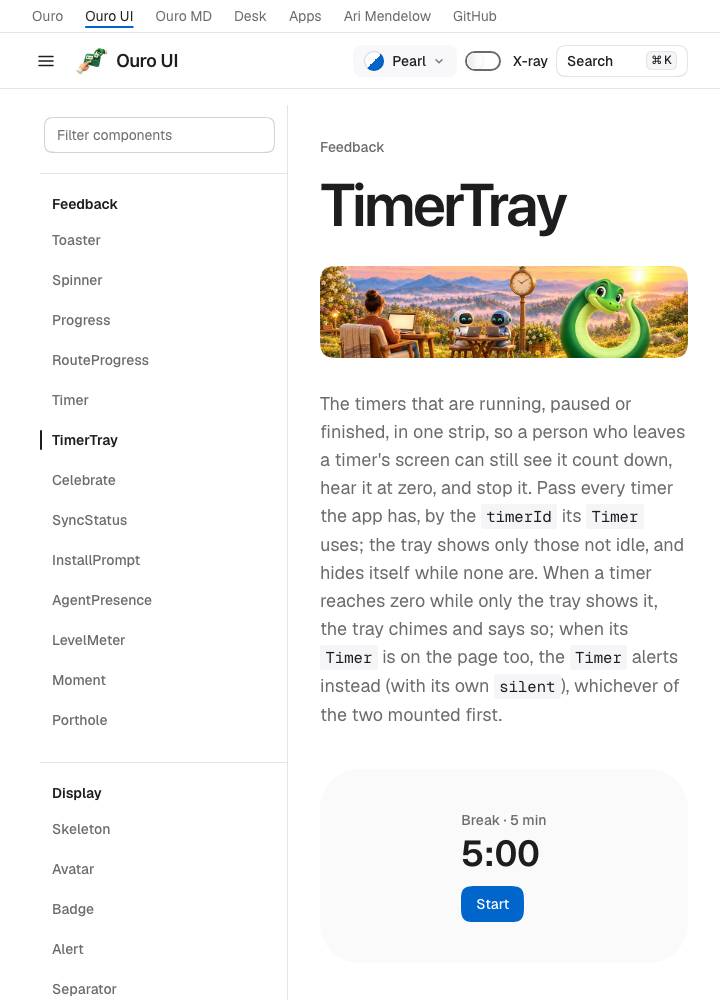 Ouro
Ouro UI
Ouro MD
Desk
Apps
Ari Mendelow
GitHub
Ouro UI
Pearl
X-ray
Search
⌘ K
Filter components
Feedback
Toaster
Spinner
Progress
RouteProgress
Timer
TimerTray
Celebrate
SyncStatus
InstallPrompt
AgentPresence
LevelMeter
Moment
Porthole
Display
Skeleton
Avatar
Badge
Alert
Separator
Feedback
TimerTray
The timers that are running, paused or
finished, in one strip, so a person who leaves
a timer's screen can still see it count down,
hear it at zero, and stop it. Pass every timer
the app has, by the timerId its Timer
uses; the tray shows only those not idle, and
hides itself while none are. When a timer
reaches zero while only the tray shows it,
the tray chimes and says so; when its
Timer is on the page too, the Timer alerts
instead (with its own silent), whichever of
the two mounted first.
Break · 5 min
5:00
Start